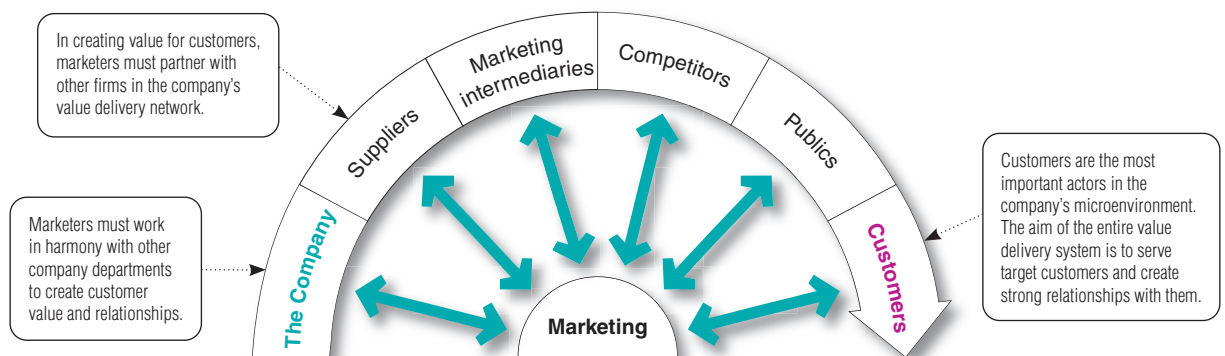 In creating value for customers,
marketers must partner with
other firms in the company’s
value delivery network.
Marketers must work
in harmony with other
company departments
to create customer
value and relationships.
The Company
Suppliers
Marketing
intermediaries
Competitors
Publics
Customers
Marketing
Customers are the most
important actors in the
company’s microenvironment.
The aim of the entire value
delivery system is to serve
target customers and create
strong relationships with them.